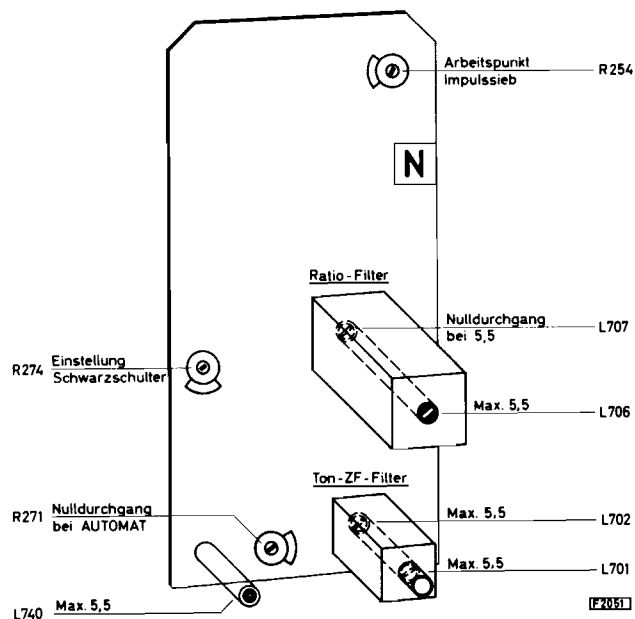 Arbeitspunkt
Impulssieb
R254
N
Ratio-Filter
Nulldurchgang
bei 5,5
L707
R274
Einstellung
Schwarzschulter
Max. 5,5
L706
Ton-ZF-Filter
R271
Nulldurchgang
bei AUTOMAT
Max. 5,5
L702
Max. 5,5
L701
L740
Max. 5,5
F2051